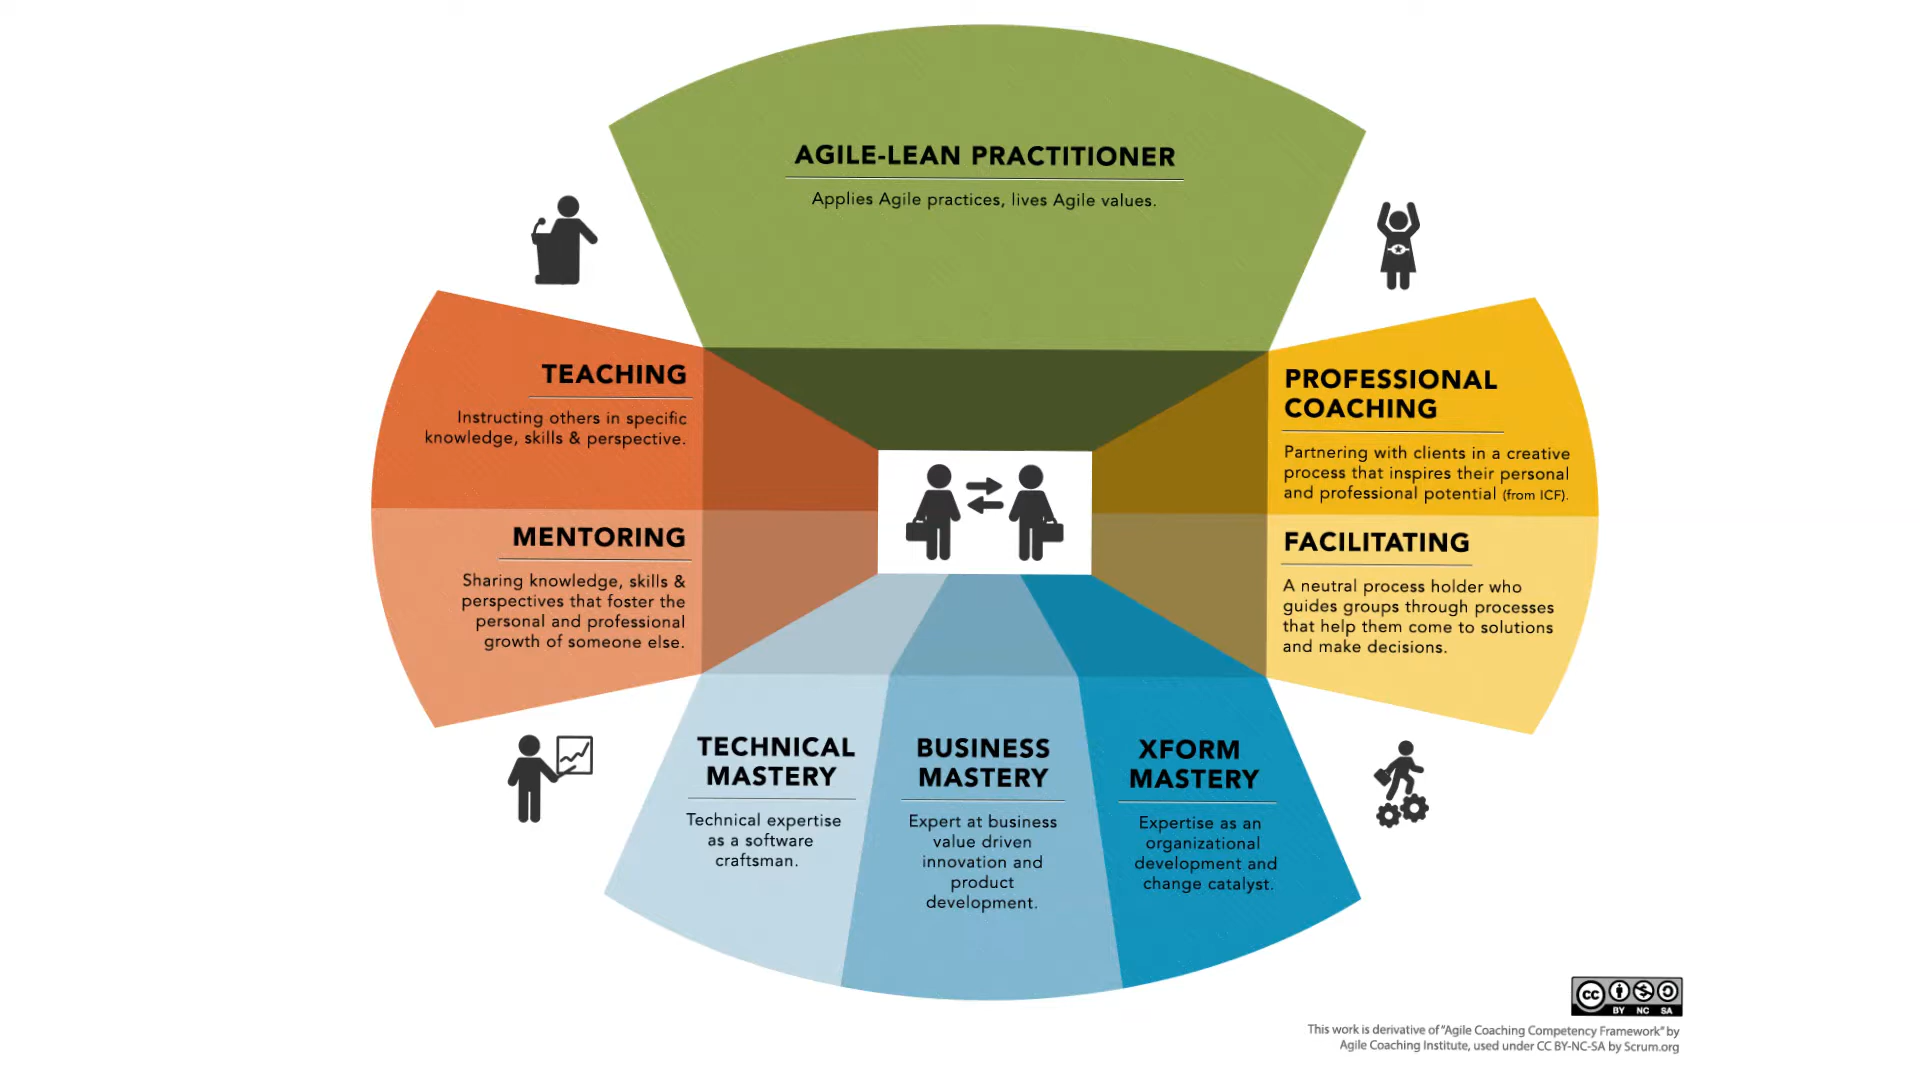 AGILE-LEAN PRACTITIONER
Applies Agile practices, lives Agile values.
TEACHING
Instructing others in specific
knowledge, skills & perspective.
PROFESSIONAL
COACHING
Partnering with clients in a creative
process that inspires their personal
and professional potential (from ICF).
MENTORING
Sharing knowledge, skills &
perspectives that foster the
personal and professional
growth of someone else.
FACILITATING
A neutral process holder who
guides groups through processes
that help them come to solutions
and make decisions.
TECHNICAL
MASTERY
Technical expertise
as a software
craftsman.
BUSINESS
MASTERY
Expert at business
value driven
innovation and
product
development.
XFORM
MASTERY
Expertise as an
organizational
development and
change catalyst.
cc
BY NC SA
This work is derivative of "Agile Coaching Competency Framework" by
Agile Coaching Institute, used under CC BY-NC-SA by Scrum.org